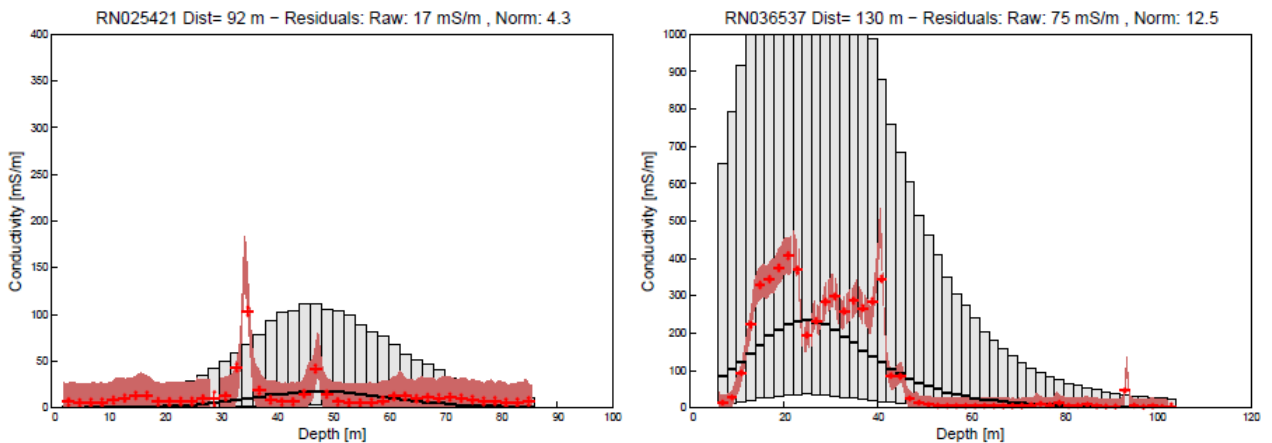 RN025421 Dist= 92 m − Residuals: Raw: 17 mS/m , Norm: 4.3
400
350
300
250
200
150
100
50
0
Conductivity [mS/m]
0 10 20 30 40 50 60 70 80 90 100
Depth [m]
RN036537 Dist= 130 m − Residuals: Raw: 75 mS/m , Norm: 12.5
1000
900
800
700
600
500
400
300
200
100
0
Conductivity [mS/m]
0 20 40 60 80 100 120
Depth [m]